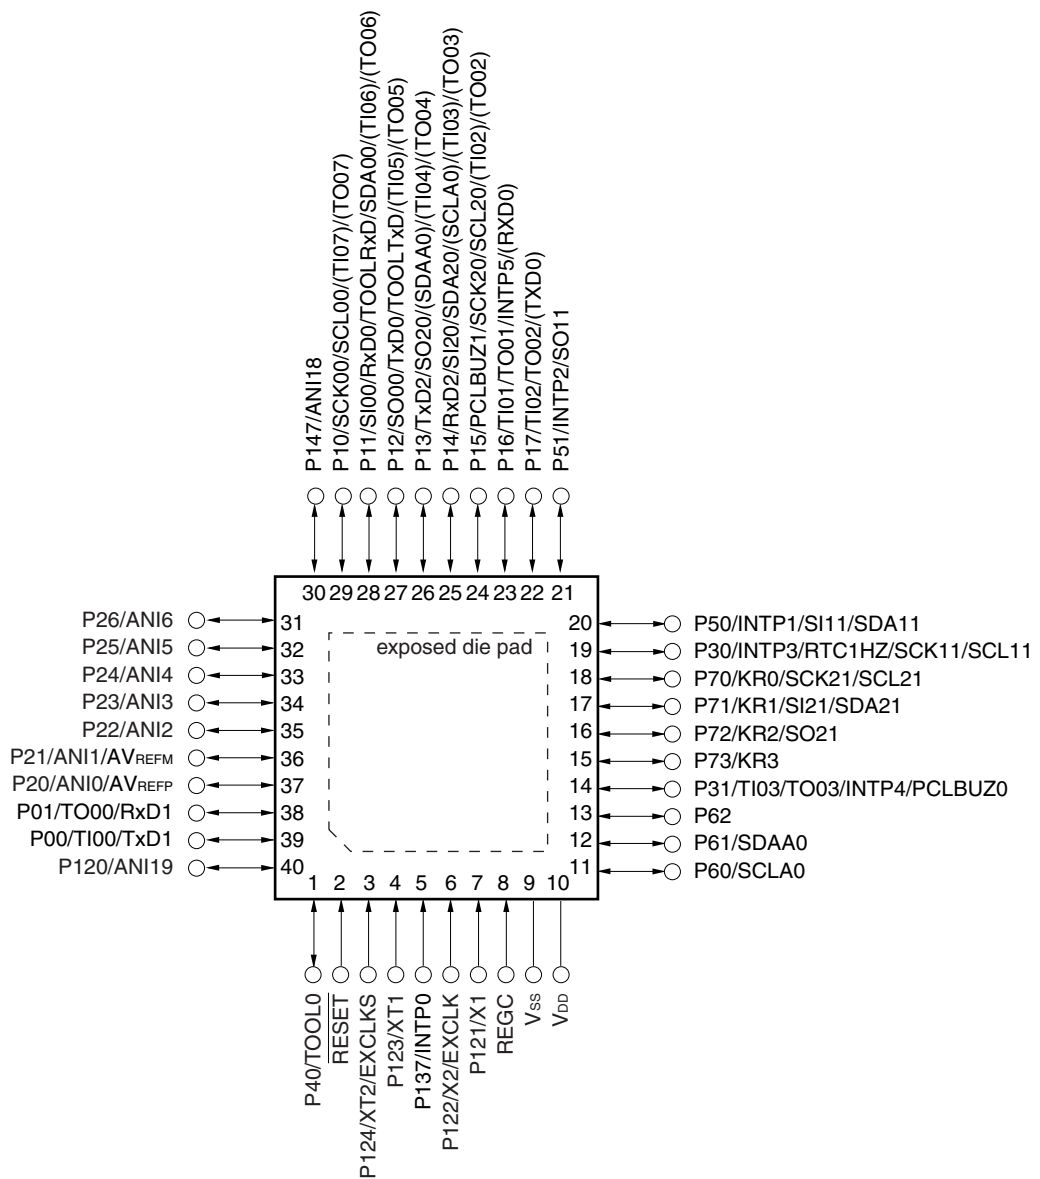 P147/ANI18
P10/SCK00/SCL00/(TI07)/(TO07)
P11/SI00/RxD0/TOOLRxD/SDA00/(TI06)/(TO06)
P12/SO00/TxD0/TOOLTxD/(TI05)/(TO05)
P13/TxD2/SO20/(SDAA0)/(TI04)/(TO04)
P14/RxD2/SI20/SDA20/(SCLA0)/(TI03)/(TO03)
P15/PCLBUZ1/SCK20/SCL20/(TI02)/(TO02)
P16/TI01/TO01/INTP5/(RXD0)
P17/TI02/TO02/(TXD0)
P51/INTP2/SO11
30 29 28 27 26 25 24 23 22 21
P26/ANI6 31
P25/ANI5 32
P24/ANI4 33
P23/ANI3 34
P22/ANI2 35
P21/ANI1/AVREFM 36
P20/ANI0/AVREFP 37
P01/TO00/RxD1 38
P00/TI00/TxD1 39
P120/ANI19 40
exposed die pad
20 P50/INTP1/SI11/SDA11
19 P30/INTP3/RTC1HZ/SCK11/SCL11
18 P70/KR0/SCK21/SCL21
17 P71/KR1/SI21/SDA21
16 P72/KR2/SO21
15 P73/KR3
14 P31/TI03/TO03/INTP4/PCLBUZ0
13 P62
12 P61/SDAA0
11 P60/SCLA0
1 2 3 4 5 6 7 8 9 10
P40/TOOL0
RESET
P124/XT2/EXCLKS
P123/XT1
P137/INTP0
P122/X2/EXCLK
P121/X1
REGC
VSS
VDD